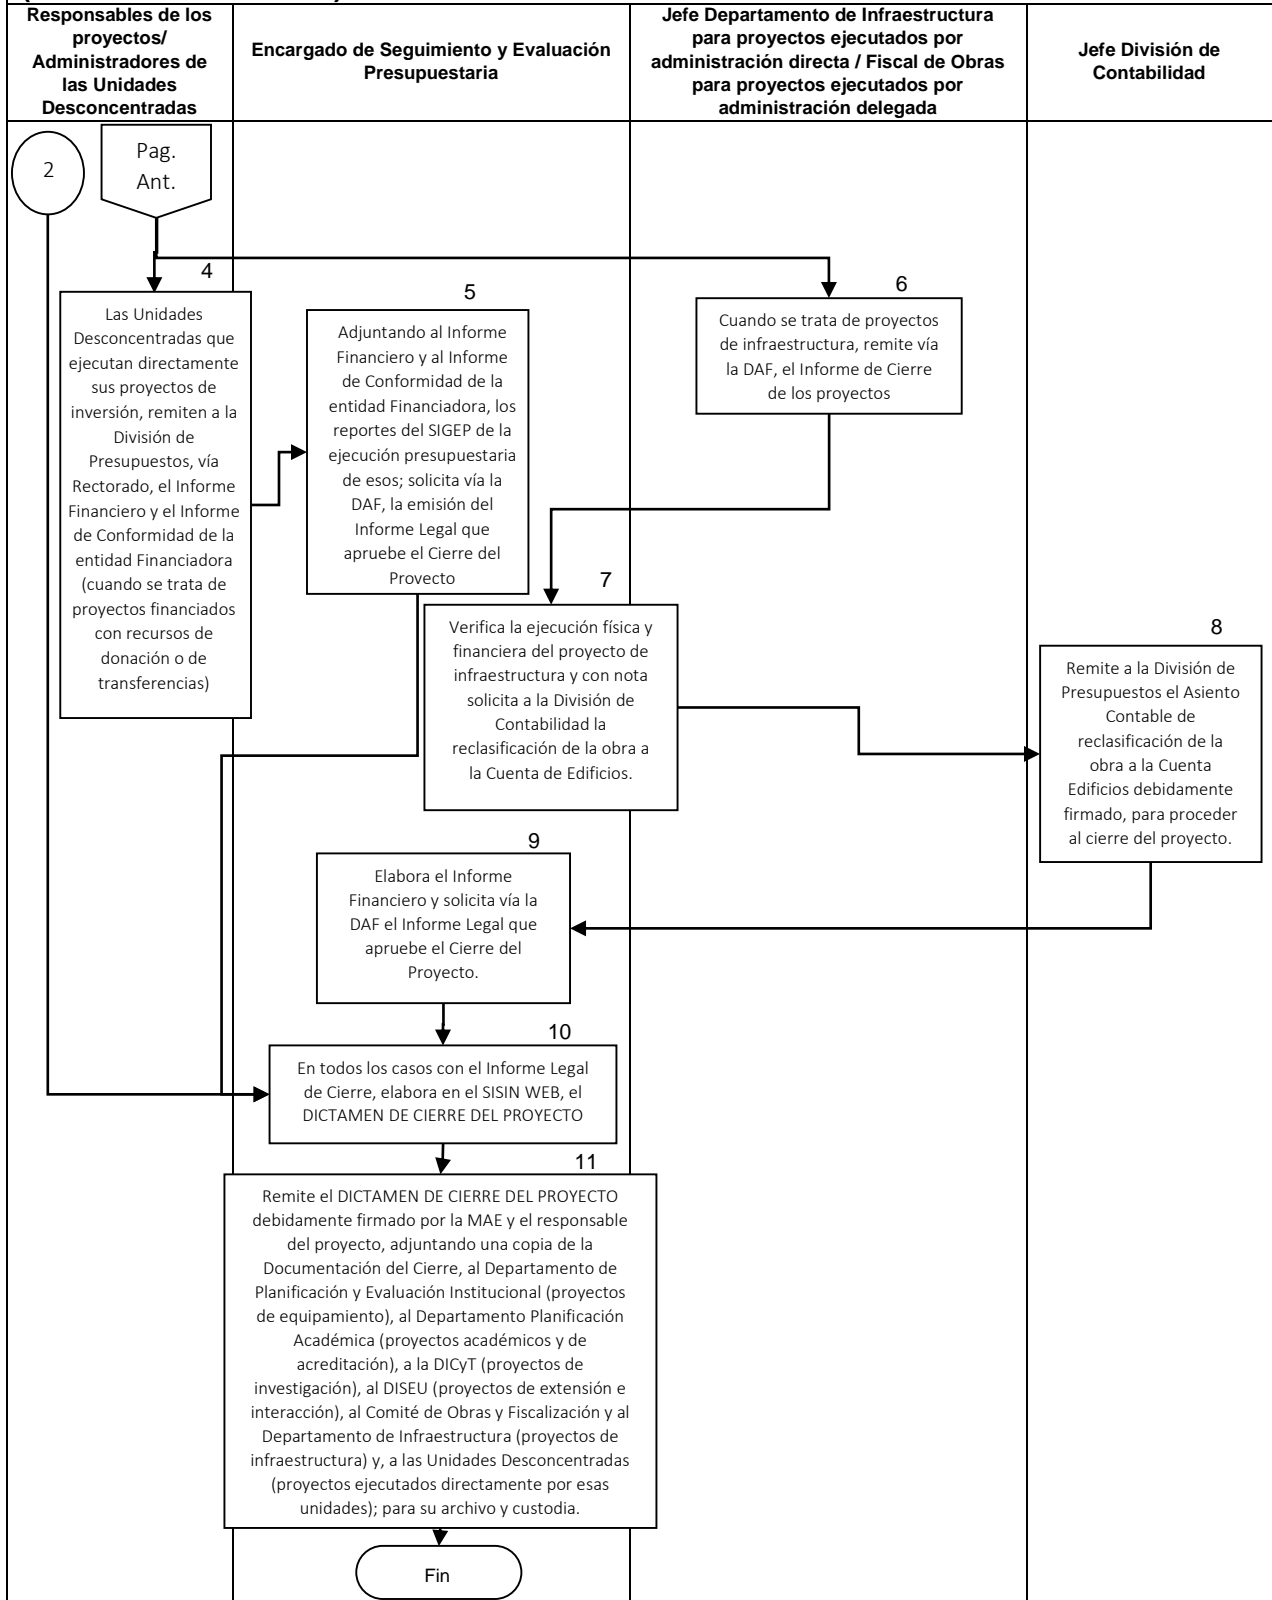 Responsables de los
proyectos/
Administradores de
las Unidades
Desconcentradas
Encargado de Seguimiento y Evaluación
Presupuestaria
Jefe Departamento de Infraestructura
para proyectos ejecutados por
administración directa / Fiscal de Obras
para proyectos ejecutados por
administración delegada
Jefe División de
Contabilidad
2
Pag.
Ant.
4
Las Unidades
Desconcentradas que
ejecutan directamente
sus proyectos de
inversión, remiten a la
División de
Presupuestos, vía
Rectorado, el Informe
Financiero y el Informe
de Conformidad de la
entidad Financiadora
(cuando se trata de
proyectos financiados
con recursos de
donación o de
transferencias)
5
Adjuntando al Informe
Financiero y al Informe
de Conformidad de la
entidad Financiadora, los
reportes del SIGEP de la
ejecución presupuestaria
de esos; solicita vía la
DAF, la emisión del
Informe Legal que
apruebe el Cierre del
Proyecto
6
Cuando se trata de proyectos
de infraestructura, remite vía
la DAF, el Informe de Cierre
de los proyectos
7
Verifica la ejecución física y
financiera del proyecto de
infraestructura y con nota
solicita a la División de
Contabilidad la
reclasificación de la obra a
la Cuenta de Edificios.
8
Remite a la División de
Presupuestos el Asiento
Contable de
reclasificación de la
obra a la Cuenta
Edificios debidamente
firmado, para proceder
al cierre del proyecto.
9
Elabora el Informe
Financiero y solicita vía la
DAF el Informe Legal que
apruebe el Cierre del
Proyecto.
10
En todos los casos con el Informe Legal
de Cierre, elabora en el SISIN WEB, el
DICTAMEN DE CIERRE DEL PROYECTO
11
Remite el DICTAMEN DE CIERRE DEL PROYECTO
debidamente firmado por la MAE y el responsable
del proyecto, adjuntando una copia de la
Documentación del Cierre, al Departamento de
Planificación y Evaluación Institucional (proyectos
de equipamiento), al Departamento Planificación
Académica (proyectos académicos y de
acreditación), a la DICyT (proyectos de
investigación), al DISEU (proyectos de extensión e
interacción), al Comité de Obras y Fiscalización y al
Departamento de Infraestructura (proyectos de
infraestructura) y, a las Unidades Desconcentradas
(proyectos ejecutados directamente por esas
unidades); para su archivo y custodia.
Fin